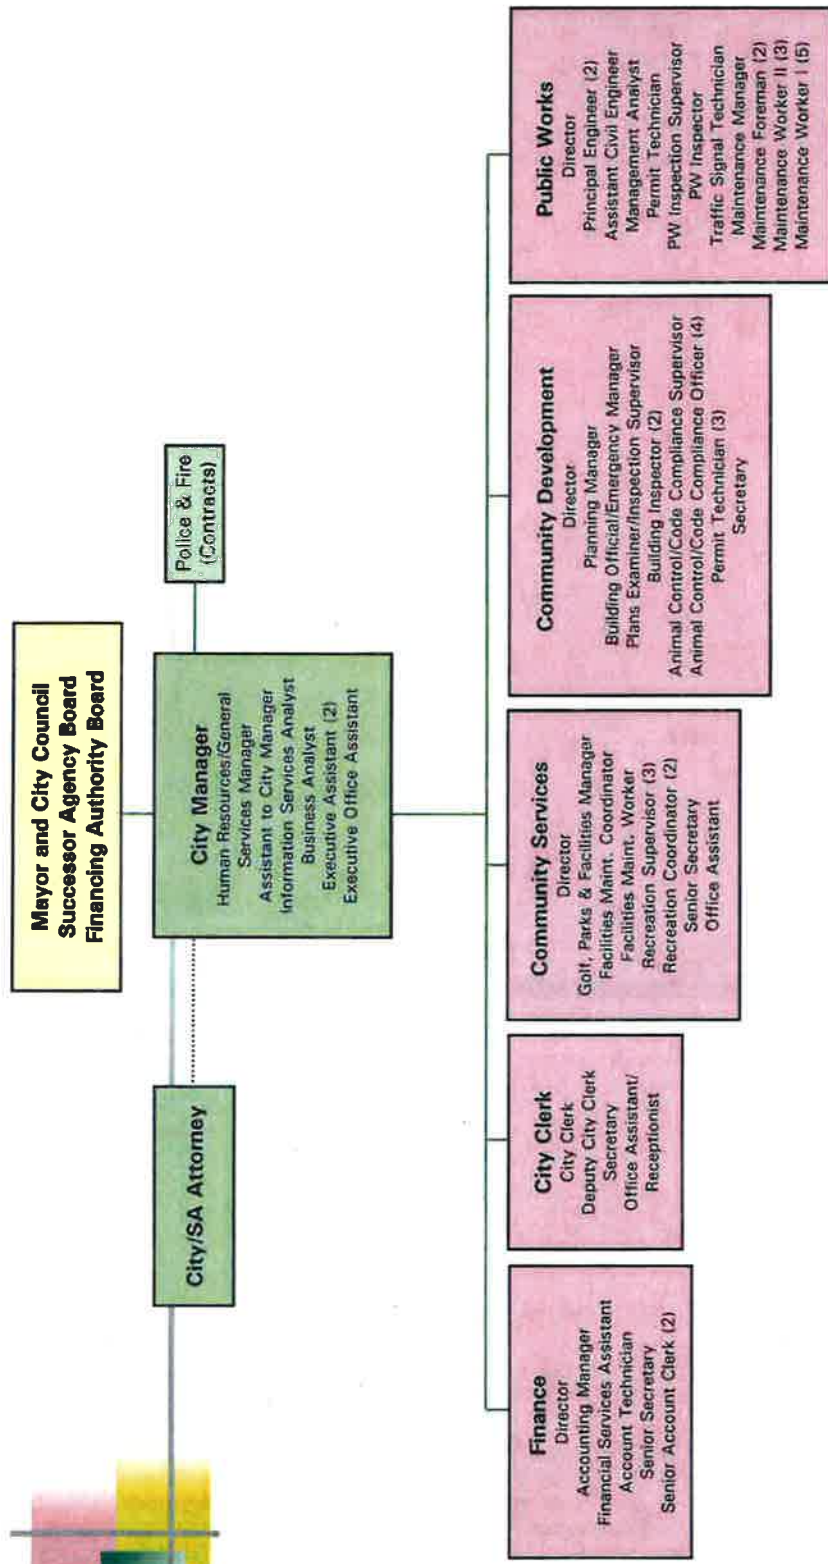 Mayor and City Council
Successor Agency Board
Financing Authority Board
City/SA Attorney
City Manager
Human Resources/General
Services Manager
Assistant to City Manager
Information Services Analyst
Business Analyst
Executive Assistant (2)
Executive Office Assistant
Police & Fire
(Contracts)
Finance
Director
Accounting Manager
Financial Services Assistant
Account Technician
Senior Secretary
Senior Account Clerk (2)
City Clerk
City Clerk
Deputy City Clerk
Secretary
Office Assistant/
Receptionist
Community Services
Director
Golf, Parks & Facilities Manager
Facilities Maint. Coordinator
Facilities Maint. Worker
Recreation Supervisor (3)
Recreation Coordinator (2)
Senior Secretary
Office Assistant
Community Development
Director
Planning Manager
Building Official/Emergency Manager
Plans Examiner/Inspection Supervisor
Building Inspector (2)
Animal Control/Code Compliance Supervisor
Animal Control/Code Compliance Officer (4)
Permit Technician (3)
Secretary
Public Works
Director
Principal Engineer (2)
Assistant Civil Engineer
Management Analyst
Permit Technician
PW Inspection Supervisor
PW Inspector
Traffic Signal Technician
Maintenance Manager
Maintenance Foreman (2)
Maintenance Worker II (3)
Maintenance Worker I (5)